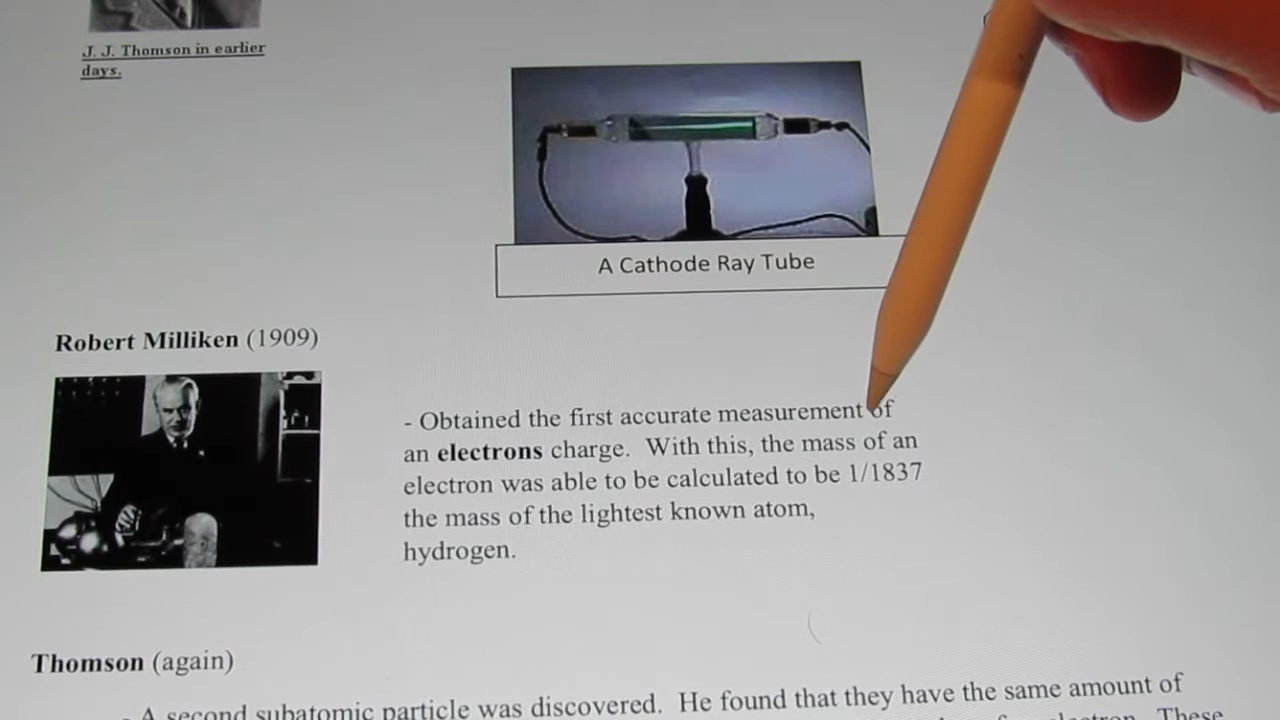 J. J. Thomson in earlier
days.
A Cathode Ray Tube
Robert Milliken (1909)
- Obtained the first accurate measurement of
an electrons charge. With this, the mass of an
electron was able to be calculated to be 1/1837
the mass of the lightest known atom,
hydrogen.
Thomson (again)
- A second subatomic particle was discovered. He found that they have the same amount of
electron. These